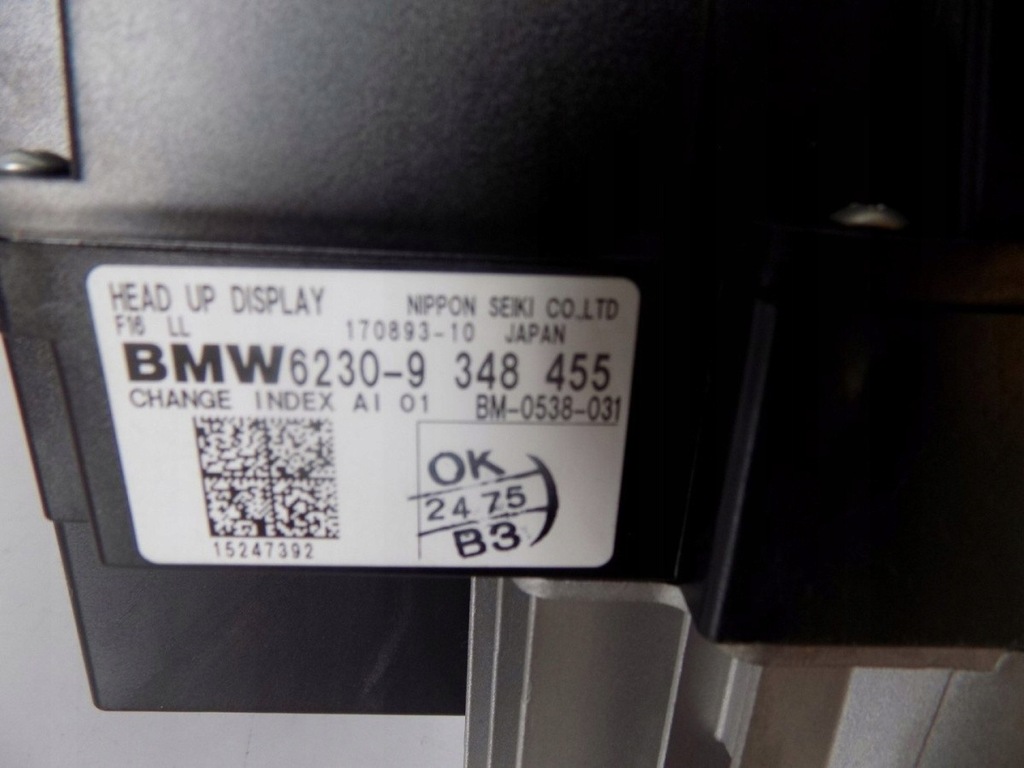 HEAD UP DISPLAY NIPPON SEIKI CO.,LTD
F16 LL 170893-10 JAPAN
BMW 6230-9 348 455
CHANGE INDEX AI 01 BM-0538-031
OK
2475
B3
15247392